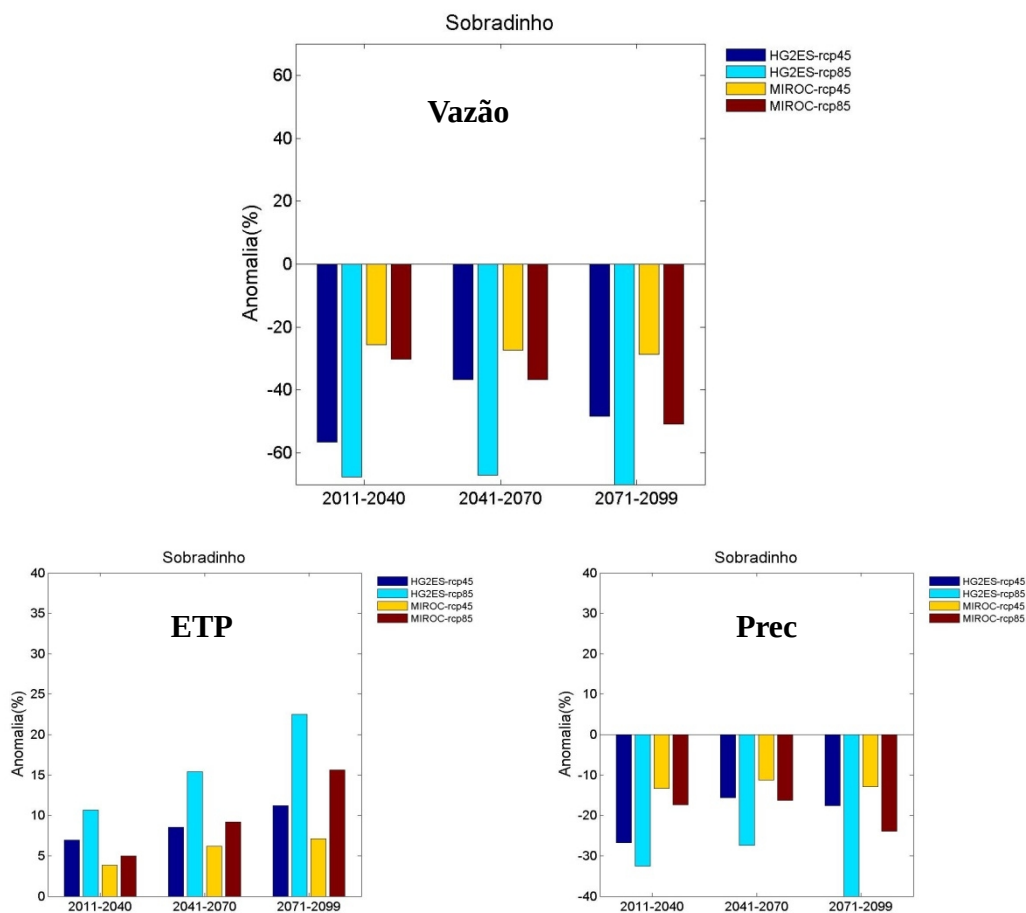 Sobradinho
HG2ES-rcp45
HG2ES-rcp85
MIROC-rcp45
MIROC-rcp85
Vazão
Anomalia(%)
60
40
20
0
-20
-40
-60
2011-2040 2041-2070 2071-2099
Sobradinho
HG2ES-rcp45
HG2ES-rcp85
MIROC-rcp45
MIROC-rcp85
ETP
Anomalia(%)
40
35
30
25
20
15
10
5
0
2011-2040 2041-2070 2071-2099
Sobradinho
HG2ES-rcp45
HG2ES-rcp85
MIROC-rcp45
MIROC-rcp85
Prec
Anomalia(%)
40
30
20
10
0
-10
-20
-30
-40
2011-2040 2041-2070 2071-2099